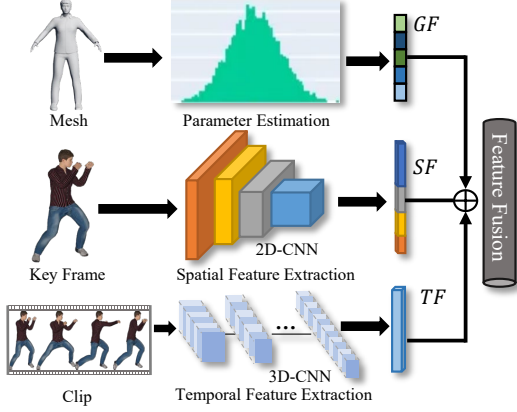 GF
Mesh
Parameter Estimation
SF
2D-CNN
Key Frame
Spatial Feature Extraction
Feature Fusion
TF
...
3D-CNN
Clip
Temporal Feature Extraction